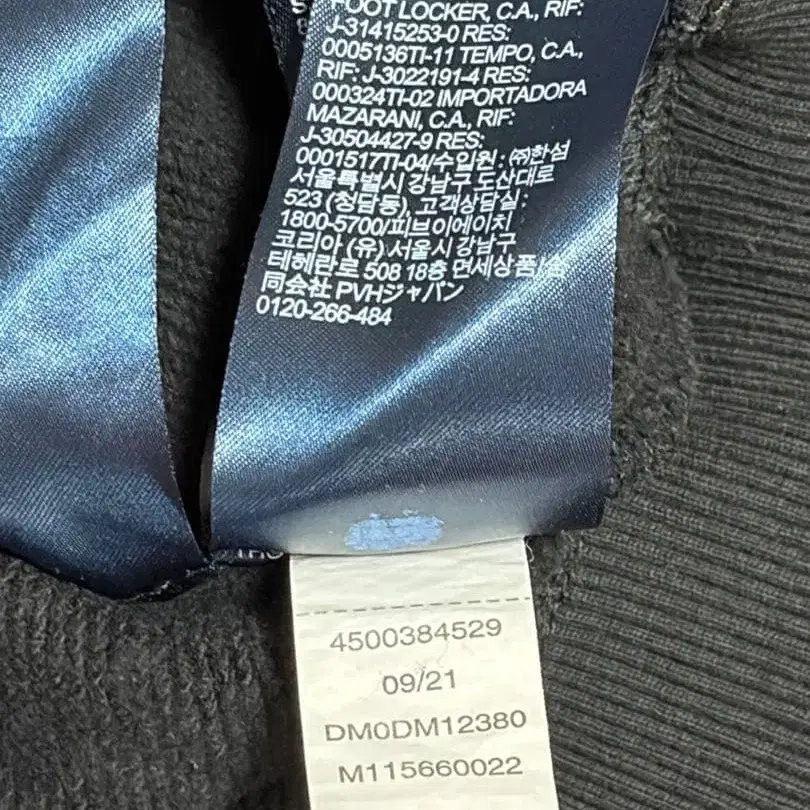 FOOT LOCKER, C.A., RIF:
J-31415253-0 RES:
0005136TI-11 TEMPO, C.A.,
RIF: J-3022191-4 RES:
000324TI-02 IMPORTADORA
MAZARANI, C.A., RIF:
J-30504427-9 RES:
0001517TI-04/수입원 : ㈜한섬
서울특별시 강남구 도산대로
523 (청담동), 고객상담실 :
1800-5700/피브이에이치
코리아 (유) 서울시 강남구
테헤란로 508 18층 면세상품/合
同会社 PVHジャパン
0120-266-484
4500384529
09/21
DM0DM12380
M115660022